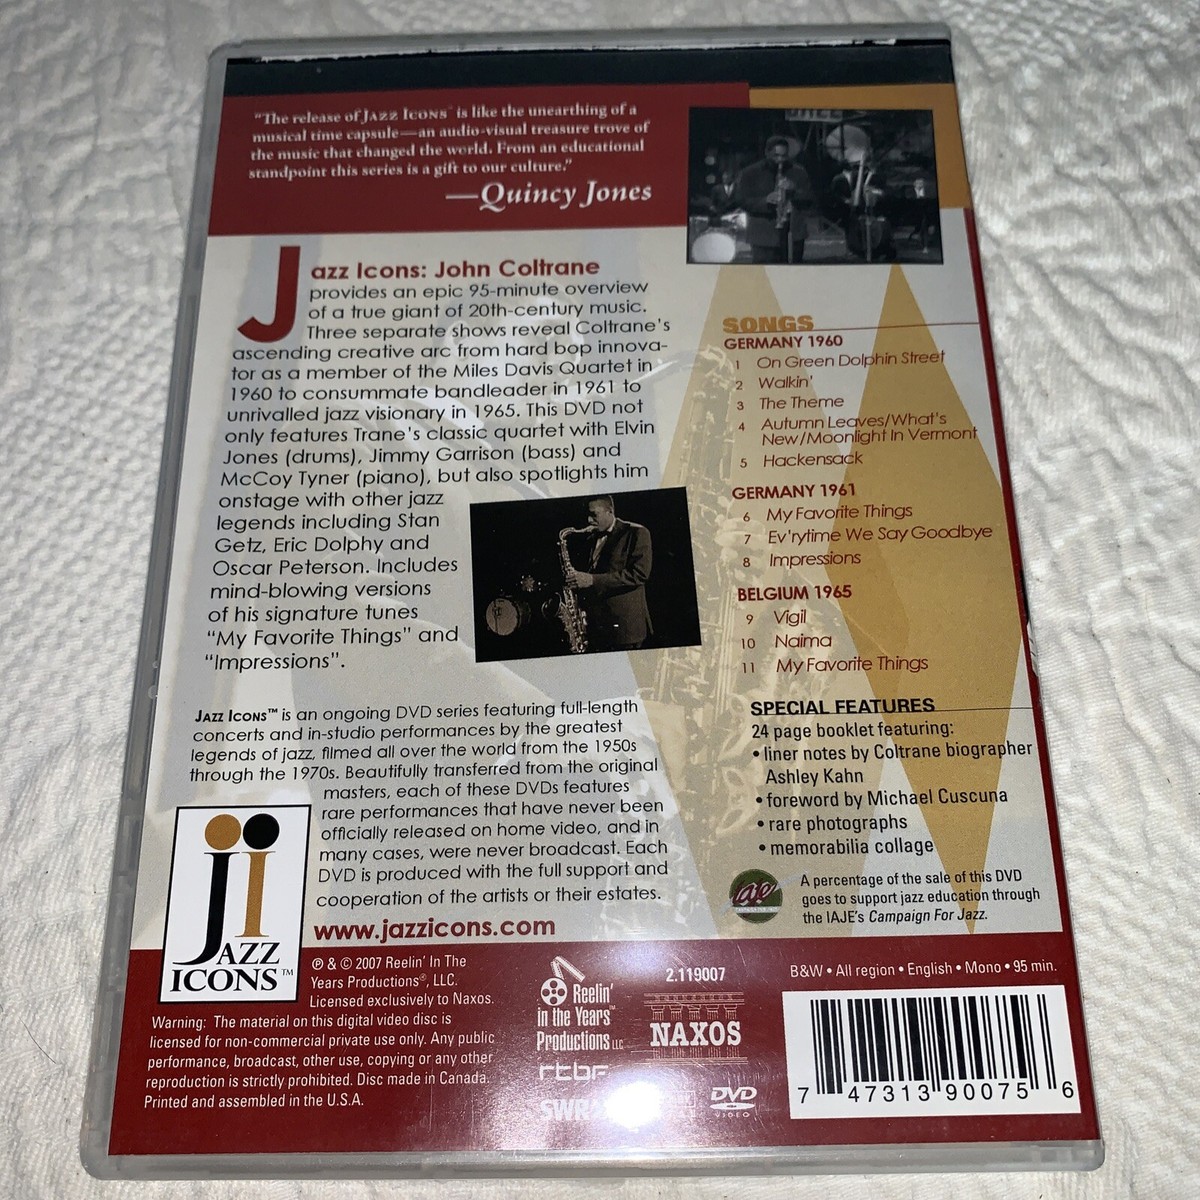 "The release of Jazz Icons™ is like the unearthing of a
musical time capsule—an audio-visual treasure trove of
the music that changed the world. From an educational
standpoint this series is a gift to our culture."
—Quincy Jones
Jazz Icons: John Coltrane
provides an epic 95-minute overview
of a true giant of 20th-century music.
Three separate shows reveal Coltrane's
ascending creative arc from hard bop innova-
tor as a member of the Miles Davis Quartet in
1960 to consummate bandleader in 1961 to
unrivalled jazz visionary in 1965. This DVD not
only features Trane's classic quartet with Elvin
Jones (drums), Jimmy Garrison (bass) and
McCoy Tyner (piano), but also spotlights him
onstage with other jazz
legends including Stan
Getz, Eric Dolphy and
Oscar Peterson. Includes
mind-blowing versions
of his signature tunes
"My Favorite Things" and
"Impressions".
Jazz Icons™ is an ongoing DVD series featuring full-length
concerts and in-studio performances by the greatest
legends of jazz, filmed all over the world from the 1950s
through the 1970s. Beautifully transferred from the original
masters, each of these DVDs features
rare performances that have never been
officially released on home video, and in
many cases, were never broadcast. Each
DVD is produced with the full support and
cooperation of the artists or their estates.
www.jazzicons.com
SONGS
GERMANY 1960
1 On Green Dolphin Street
2 Walkin'
3 The Theme
4 Autumn Leaves/What's
New/Moonlight In Vermont
5 Hackensack
GERMANY 1961
6 My Favorite Things
7 Ev'rytime We Say Goodbye
8 Impressions
BELGIUM 1965
9 Vigil
10 Naima
11 My Favorite Things
SPECIAL FEATURES
24 page booklet featuring:
• liner notes by Coltrane biographer
Ashley Kahn
• foreword by Michael Cuscuna
• rare photographs
• memorabilia collage
A percentage of the sale of this DVD
goes to support jazz education through
the IAJE's Campaign For Jazz.
ji
JAZZ
ICONS™
℗ & © 2007 Reelin' In The
Years Productions®, LLC.
Licensed exclusively to Naxos.
Warning: The material on this digital video disc is
licensed for non-commercial private use only. Any public
performance, broadcast, other use, copying or any other
reproduction is strictly prohibited. Disc made in Canada.
Printed and assembled in the U.S.A.
Reelin'
in the Years™
Productions LLC
rtbf
SWR
2.119007
NAXOS
DVD
VIDEO
B&W • All region • English • Mono • 95 min.
7 47313 90075 6